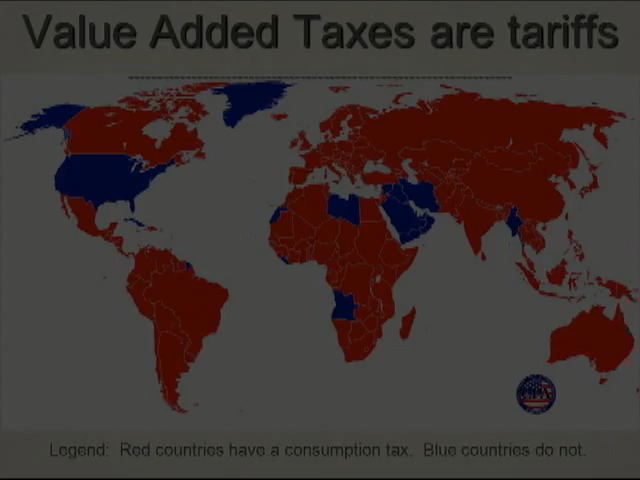 Value Added Taxes are tariffs
Legend: Red countries have a consumption tax. Blue countries do not.